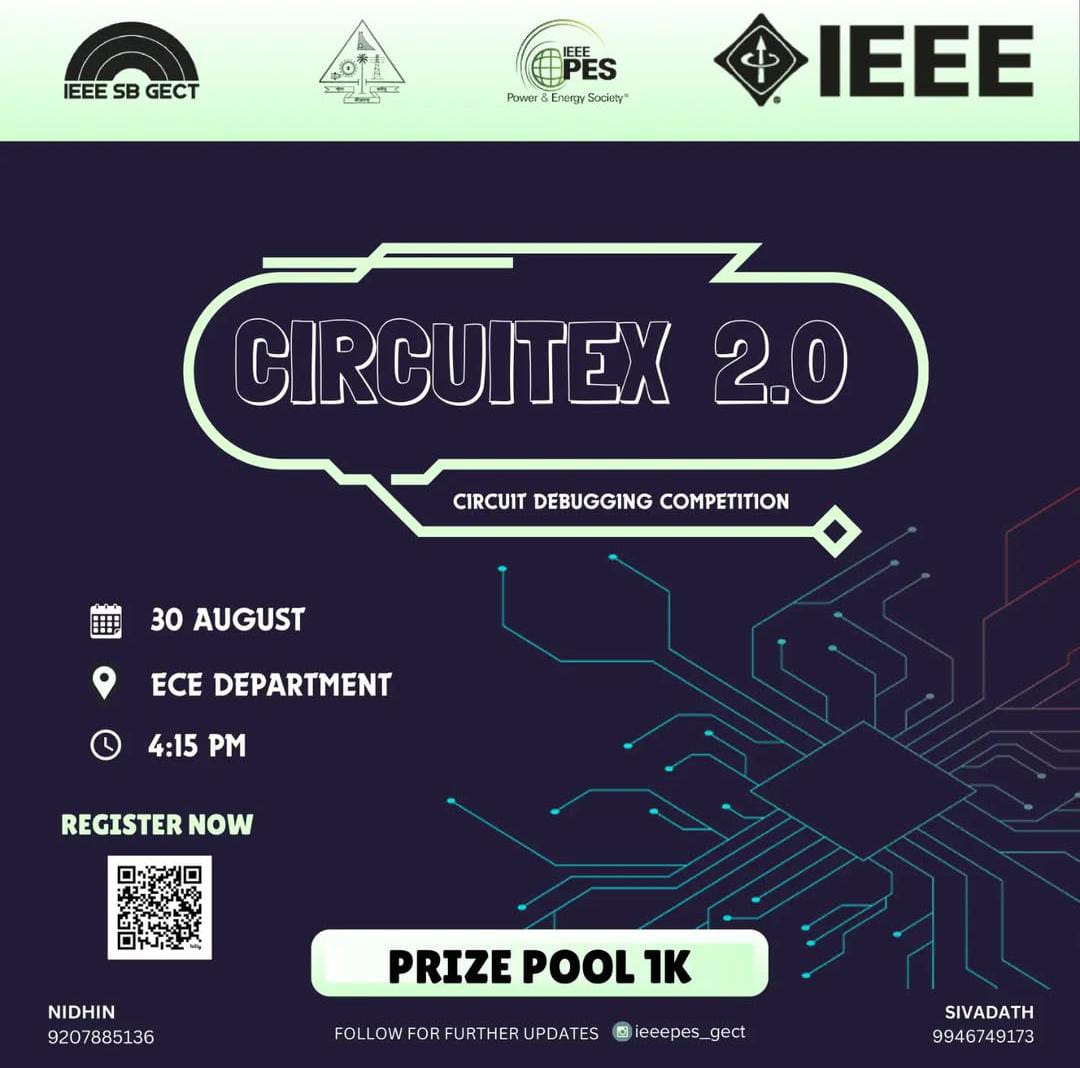 IEEE SB GECT
IEEE
PES
Power & Energy Society®
IEEE
CIRCUITEX 2.0
CIRCUIT DEBUGGING COMPETITION
30 AUGUST
ECE DEPARTMENT
4:15 PM
REGISTER NOW
PRIZE POOL 1K
NIDHIN
9207885136
FOLLOW FOR FURTHER UPDATES ieeepes_gect
SIVADATH
9946749173